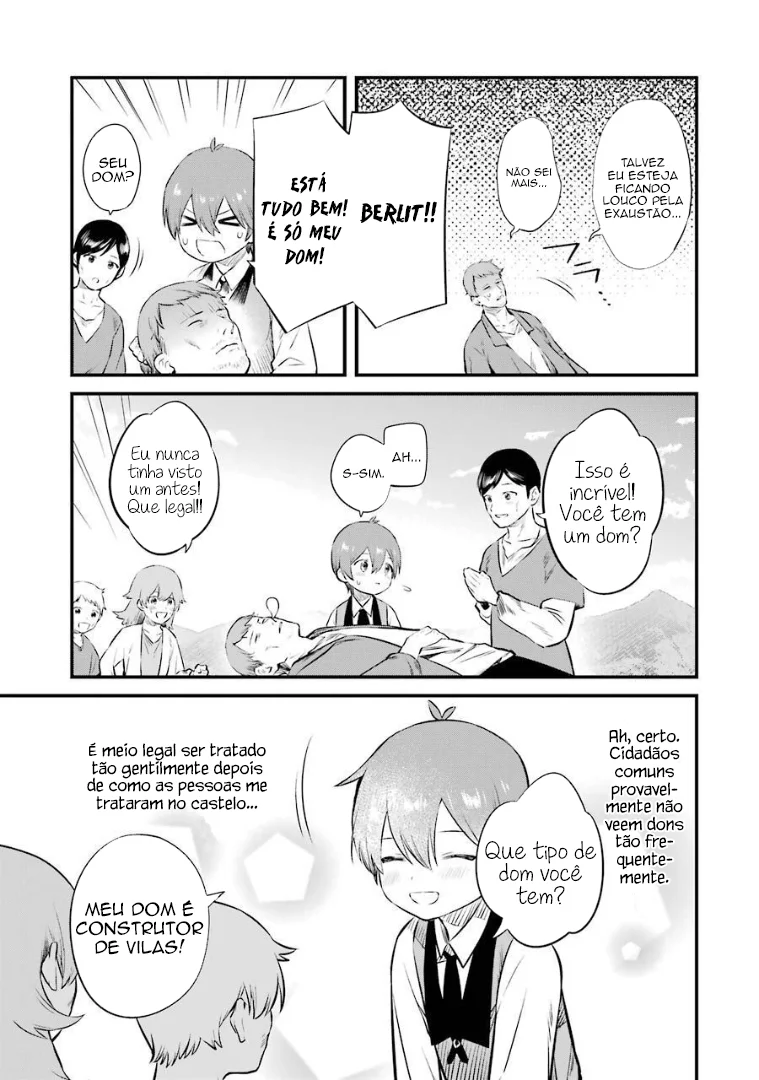 TALVEZ
EU ESTEJA
FICANDO
LOUCO PELA
EXAUSTÃO...
NÃO SEI
MAIS...
BERLIT!!
ESTÁ
TUDO BEM!
É SÓ MEU
DOM!
SEU
DOM?
Isso é
incrível!
Você tem
um dom?
AH...
S-SIM.
Eu nunca
tinha visto
um antes!
Que legal!!
Ah, certo.
Cidadãos
comuns
provavel-
mente não
veem dons
tão fre-
quente-
mente.
Que tipo de
dom você
tem?
É meio legal ser tratado
tão gentilmente depois
de como as pessoas me
trataram no castelo...
MEU DOM É
CONSTRUTOR
DE VILAS!